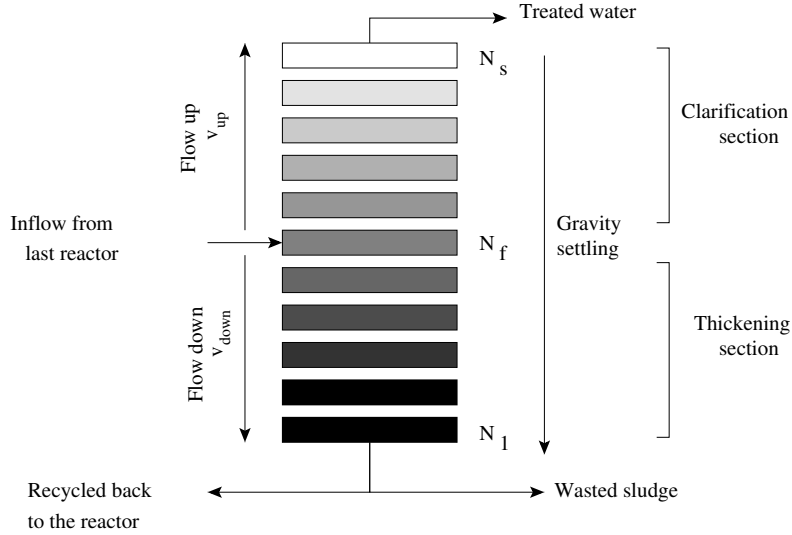 Treated water
N s
Clarification
section
Flow up
v up
Inflow from
last reactor
N f
Gravity
settling
Flow down
v down
Thickening
section
N 1
Recycled back
to the reactor
Wasted sludge